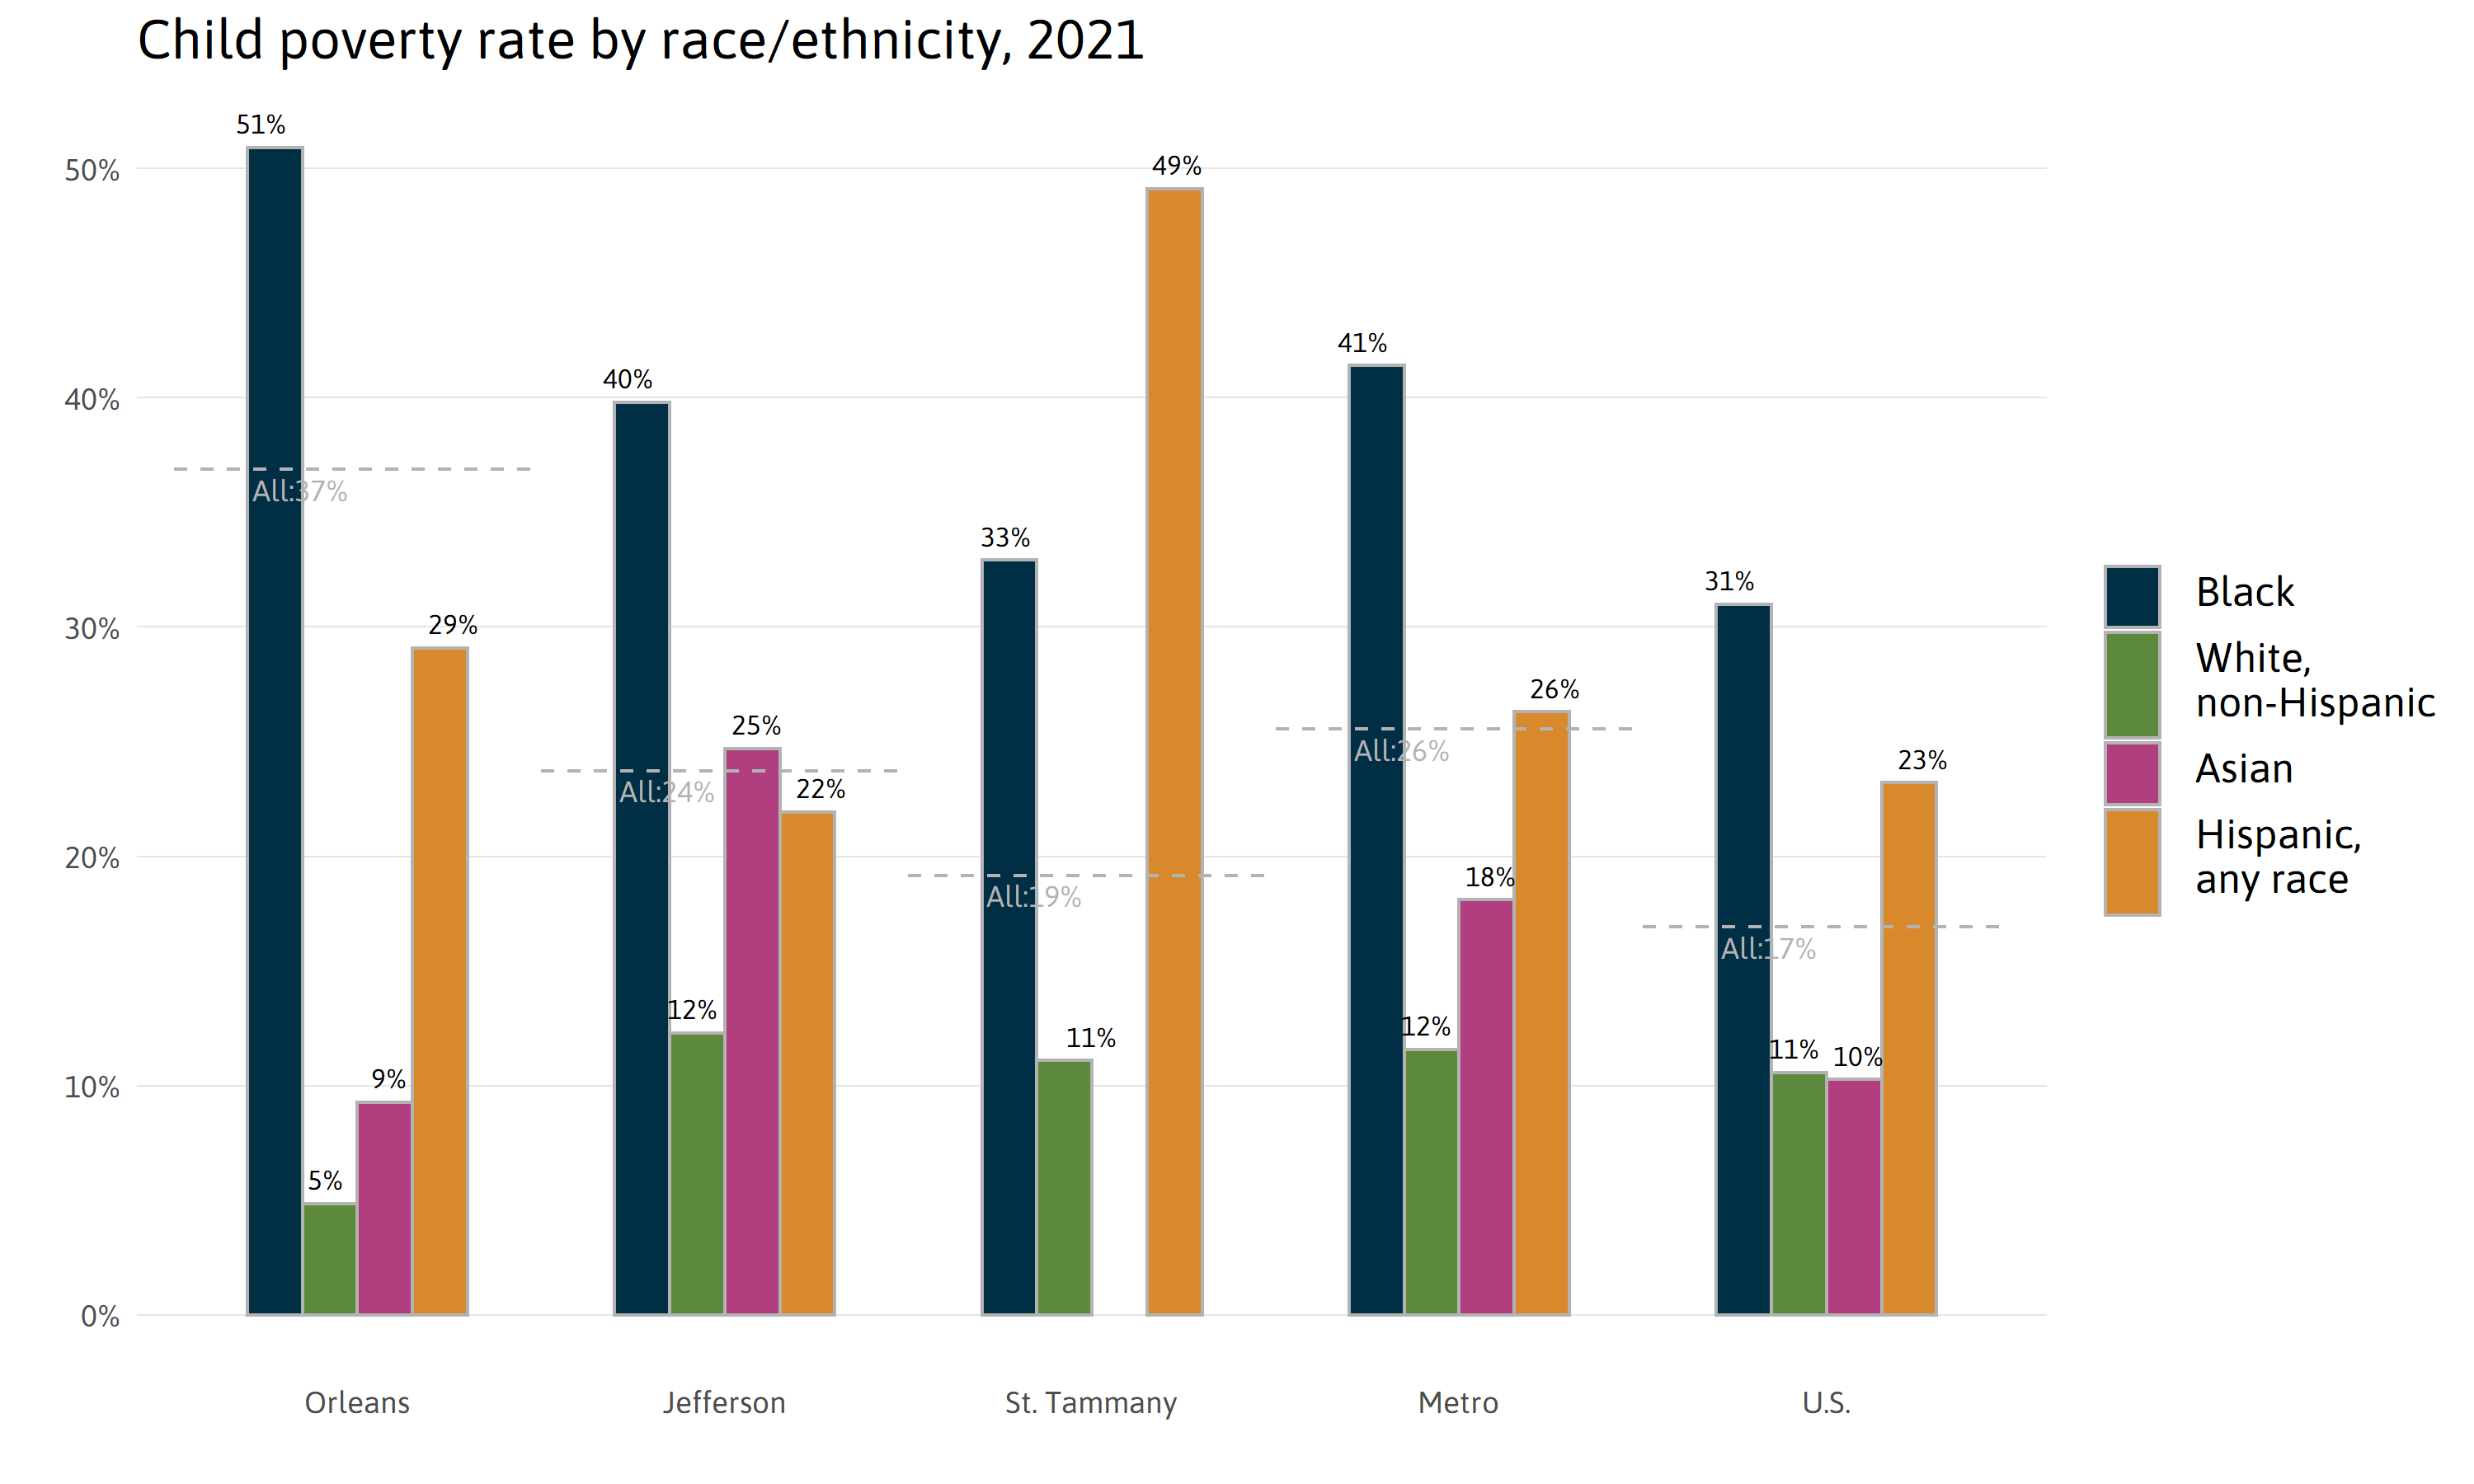 Child poverty rate by race/ethnicity, 2021
50%
40%
30%
20%
10%
0%
51%
5%
9%
29%
All:37%
40%
12%
25%
22%
All:24%
33%
11%
49%
All:19%
41%
12%
18%
26%
All:26%
31%
11%
10%
23%
All:17%
Orleans
Jefferson
St. Tammany
Metro
U.S.
Black
White,
non-Hispanic
Asian
Hispanic,
any race